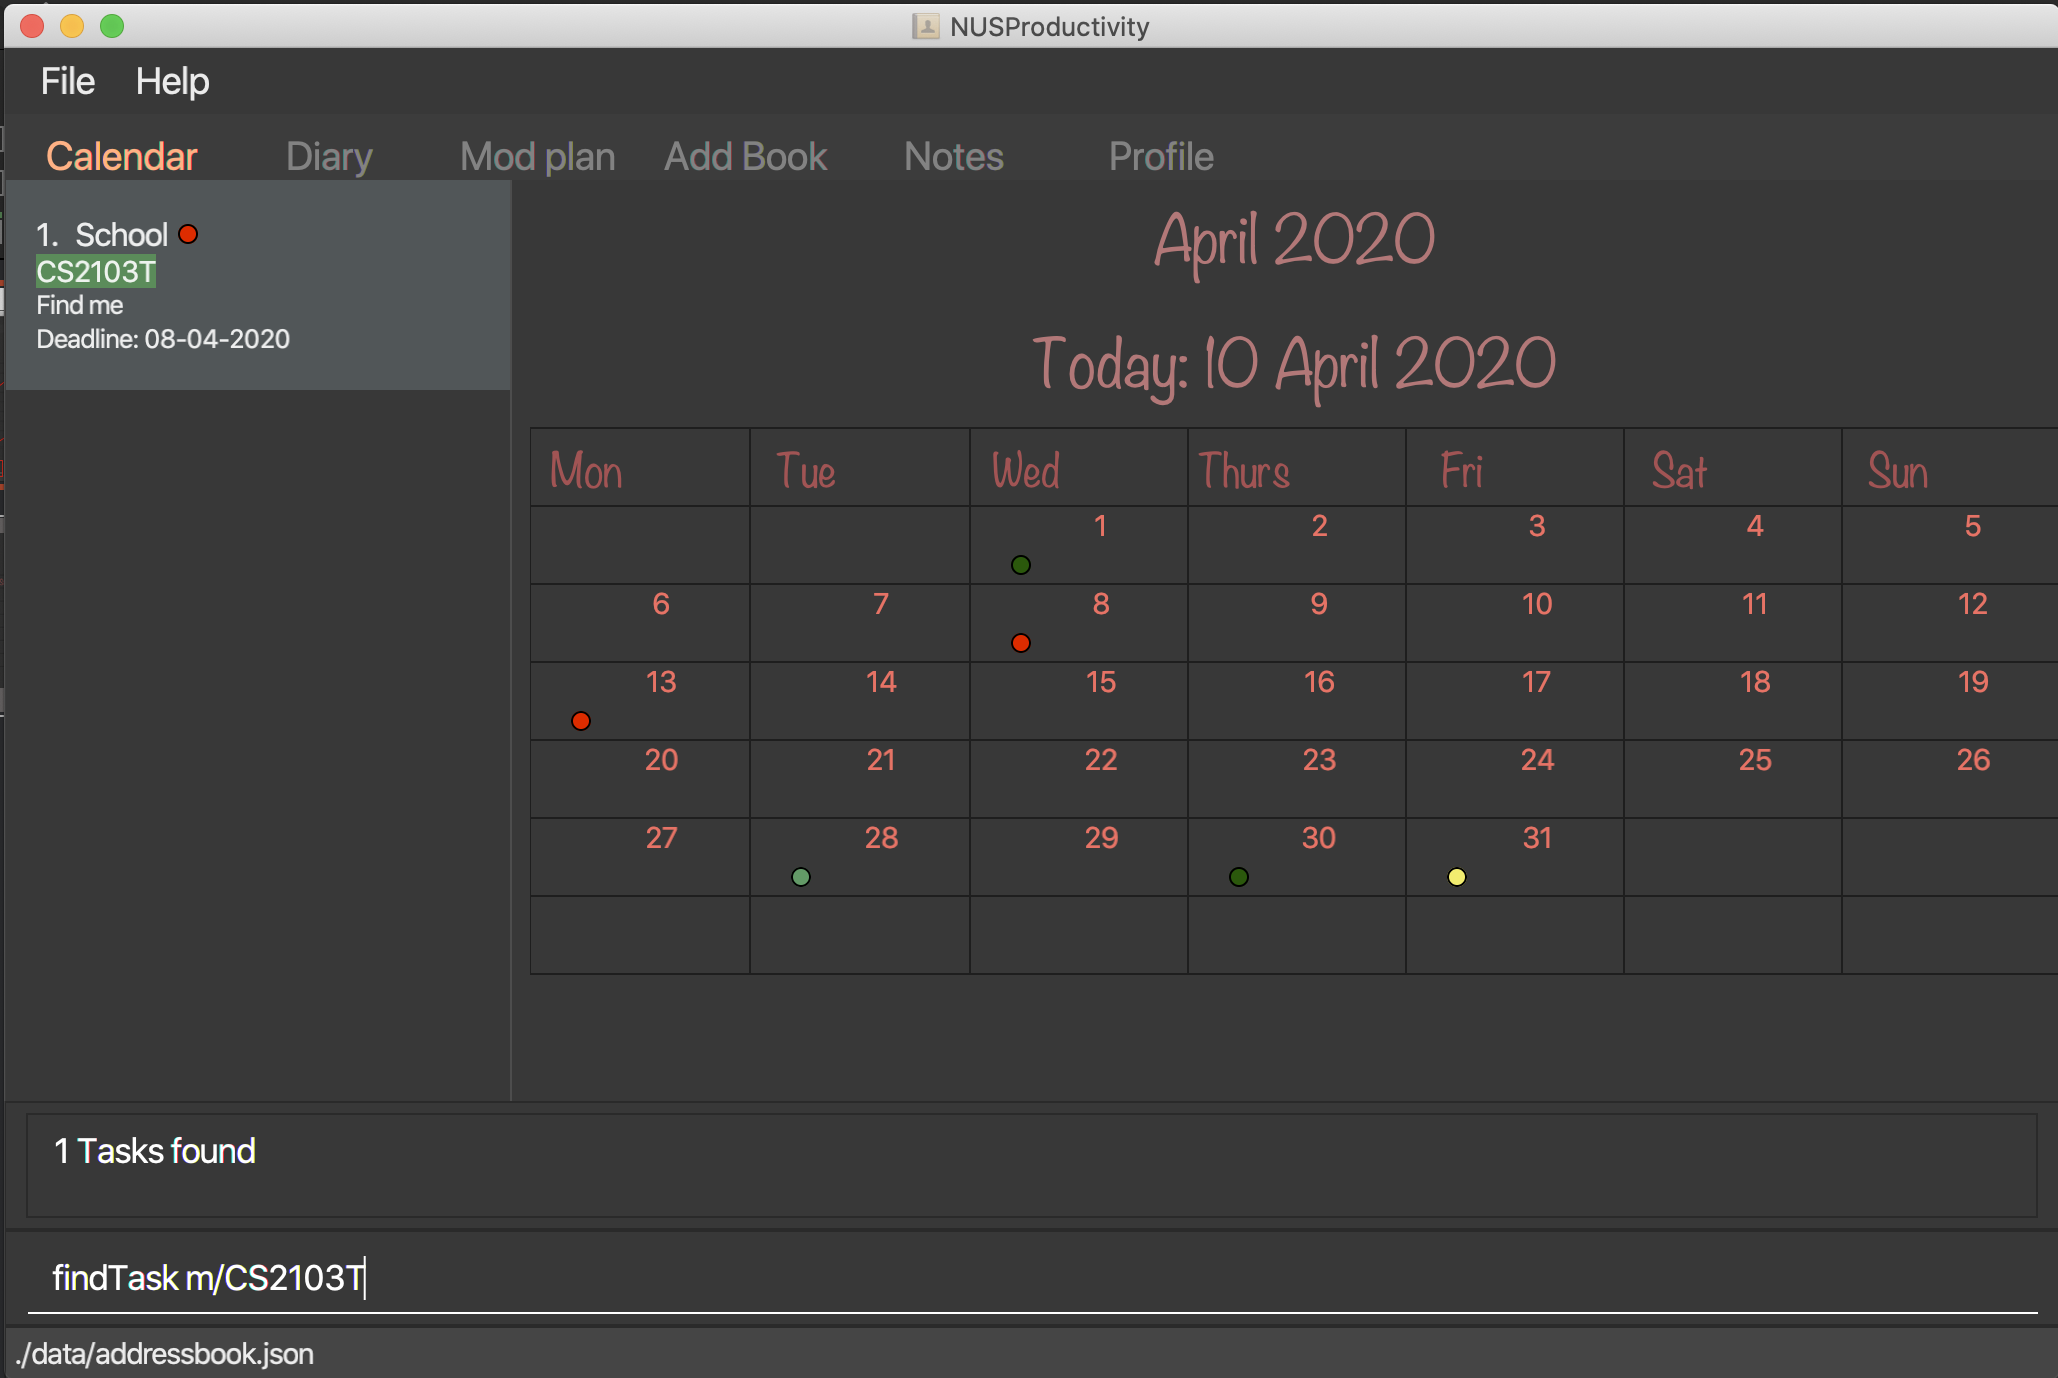 NUSProductivity
File Help
Calendar Diary Mod plan Add Book Notes Profile
1. School
CS2103T
Find me
Deadline: 08-04-2020
April 2020
Today: 10 April 2020
Mon Tue Wed Thurs Fri Sat Sun
1 2 3 4 5
6 7 8 9 10 11 12
13 14 15 16 17 18 19
20 21 22 23 24 25 26
27 28 29 30 31
1 Tasks found
findTask m/CS2103T
./data/addressbook.json